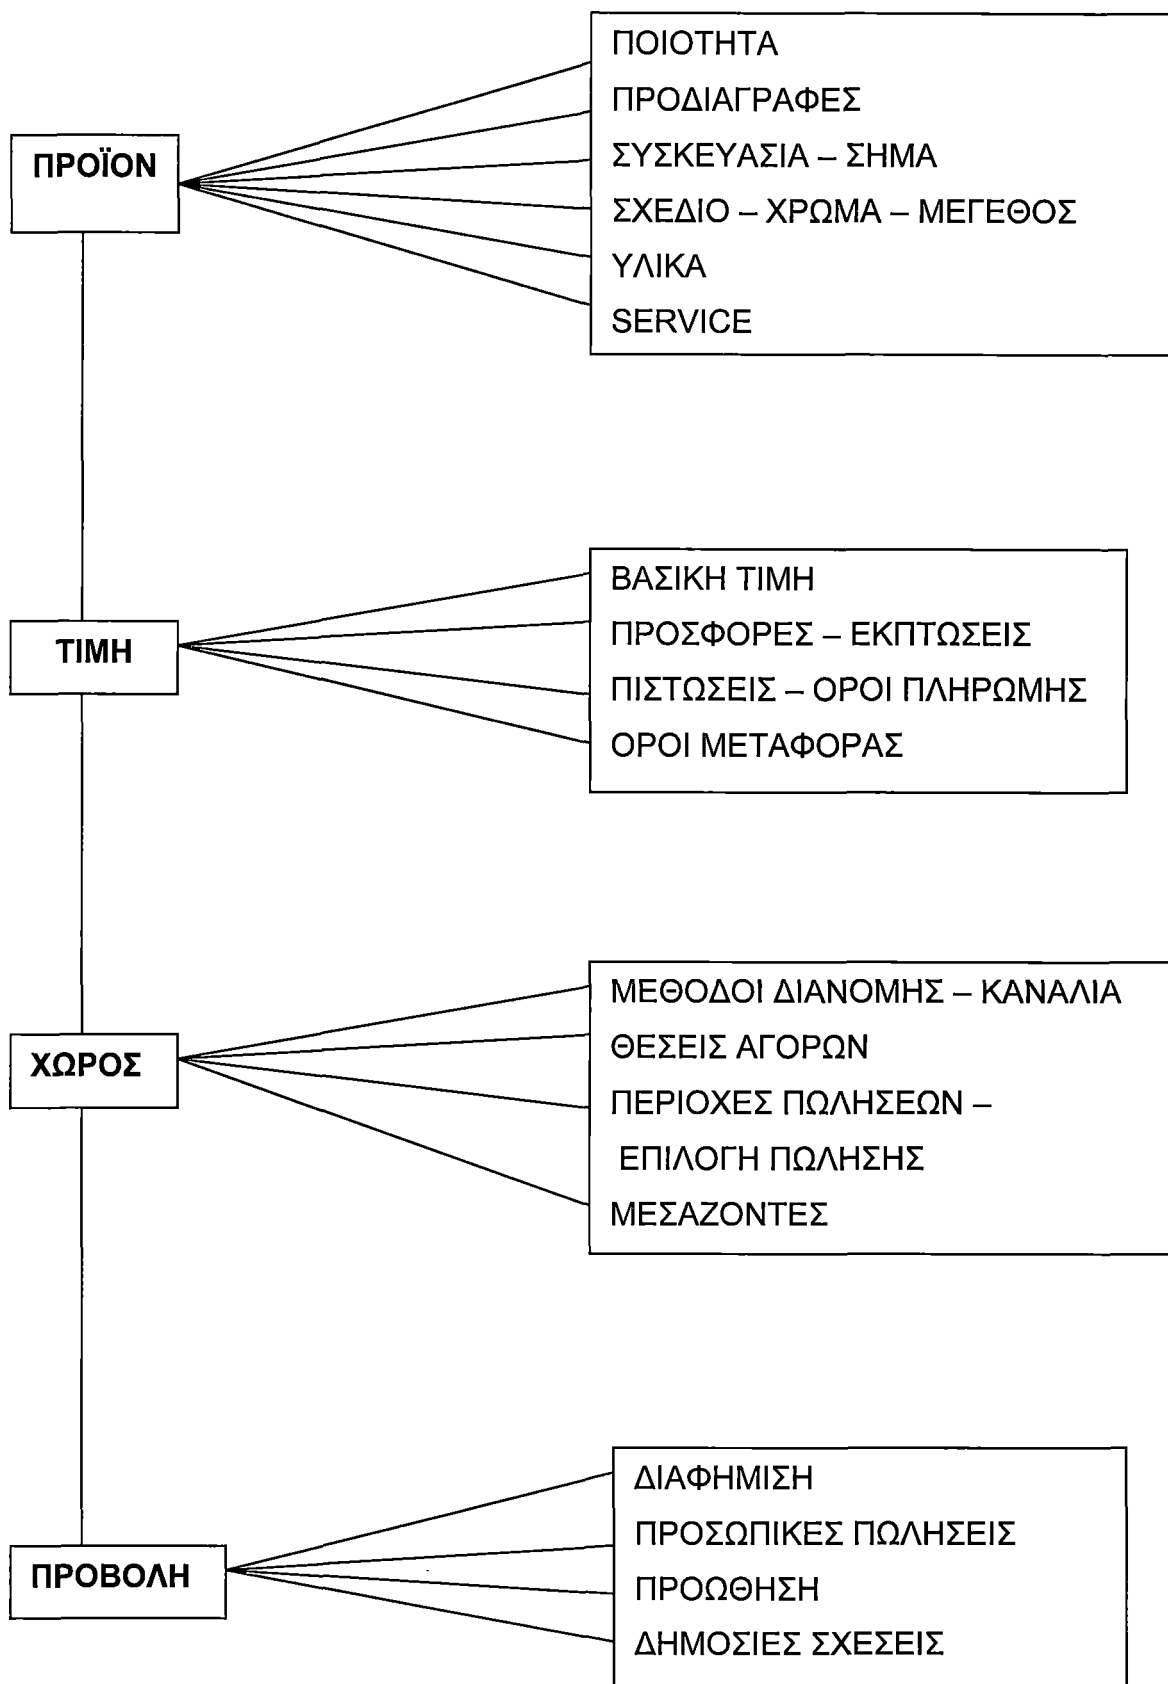 ΠΟΙΟΤΗΤΑ
ΠΡΟΔΙΑΓΡΑΦΕΣ
ΠΡΟΪΟΝ
ΣΥΣΚΕΥΑΣΙΑ – ΣΗΜΑ
ΣΧΕΔΙΟ – ΧΡΩΜΑ – ΜΕΓΕΘΟΣ
ΥΛΙΚΑ
SERVICE
ΒΑΣΙΚΗ ΤΙΜΗ
ΠΡΟΣΦΟΡΕΣ – ΕΚΠΤΩΣΕΙΣ
ΤΙΜΗ
ΠΙΣΤΩΣΕΙΣ – ΟΡΟΙ ΠΛΗΡΩΜΗΣ
ΟΡΟΙ ΜΕΤΑΦΟΡΑΣ
ΜΕΘΟΔΟΙ ΔΙΑΝΟΜΗΣ – ΚΑΝΑΛΙΑ
ΘΕΣΕΙΣ ΑΓΟΡΩΝ
ΧΩΡΟΣ
ΠΕΡΙΟΧΕΣ ΠΩΛΗΣΕΩΝ –
ΕΠΙΛΟΓΗ ΠΩΛΗΣΗΣ
ΜΕΣΑΖΟΝΤΕΣ
ΔΙΑΦΗΜΙΣΗ
ΠΡΟΣΩΠΙΚΕΣ ΠΩΛΗΣΕΙΣ
ΠΡΟΒΟΛΗ
ΠΡΟΩΘΗΣΗ
ΔΗΜΟΣΙΕΣ ΣΧΕΣΕΙΣ